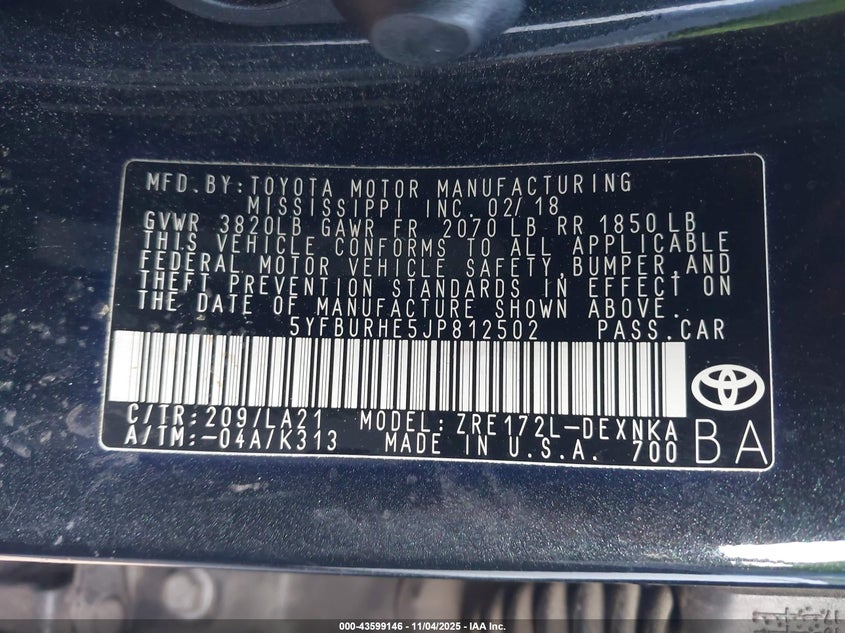 MFD.BY:TOYOTA MOTOR MANUFACTURING
MISSISSIPPI INC. 02/18
GVWR 3820LB GAWR FR 2070 LB RR 1850 LB
THIS VEHICLE CONFORMS TO ALL APPLICABLE
FEDERAL MOTOR VEHICLE SAFETY,BUMPER,AND
THEFT PREVENTION STANDARDS IN EFFECT ON
THE DATE OF MANUFACTURE SHOWN ABOVE.
5YFBURHE5JP812502 PASS.CAR
C/TR:209/LA21 MODEL: ZRE172L-DEXNKA
A/TM:-04A/K313 MADE IN U.S.A. 700
BA
000-43599146 - 11/04/2025 - IAA Inc.